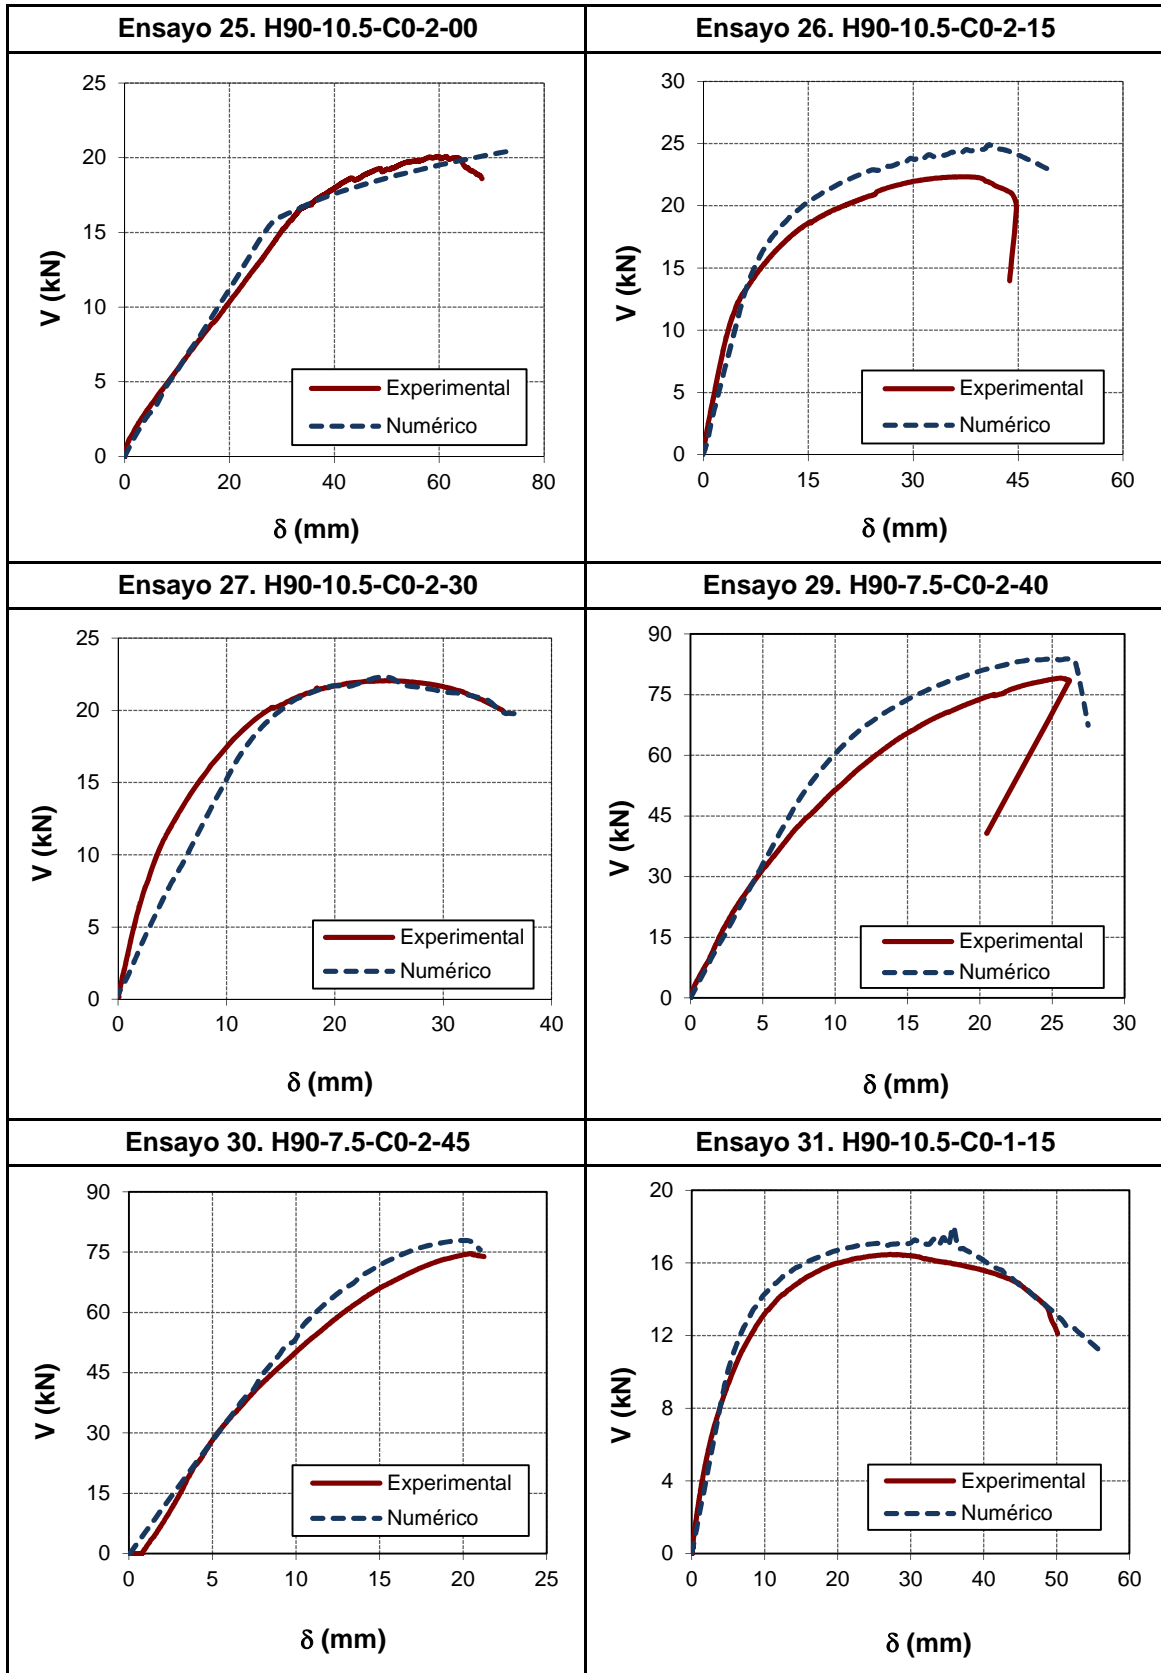 Ensayo 25. H90-10.5-C0-2-00
Ensayo 26. H90-10.5-C0-2-15
25
20
15
10
5
0
0 20 40 60 80
V (kN)
δ (mm)
Experimental
Numérico
30
25
20
15
10
5
0
0 15 30 45 60
V (kN)
δ (mm)
Experimental
Numérico
Ensayo 27. H90-10.5-C0-2-30
Ensayo 29. H90-7.5-C0-2-40
25
20
15
10
5
0
0 10 20 30 40
V (kN)
δ (mm)
Experimental
Numérico
90
75
60
45
30
15
0
0 5 10 15 20 25 30
V (kN)
δ (mm)
Experimental
Numérico
Ensayo 30. H90-7.5-C0-2-45
Ensayo 31. H90-10.5-C0-1-15
90
75
60
45
30
15
0
0 5 10 15 20 25
V (kN)
δ (mm)
Experimental
Numérico
20
16
12
8
4
0
0 10 20 30 40 50 60
V (kN)
δ (mm)
Experimental
Numérico